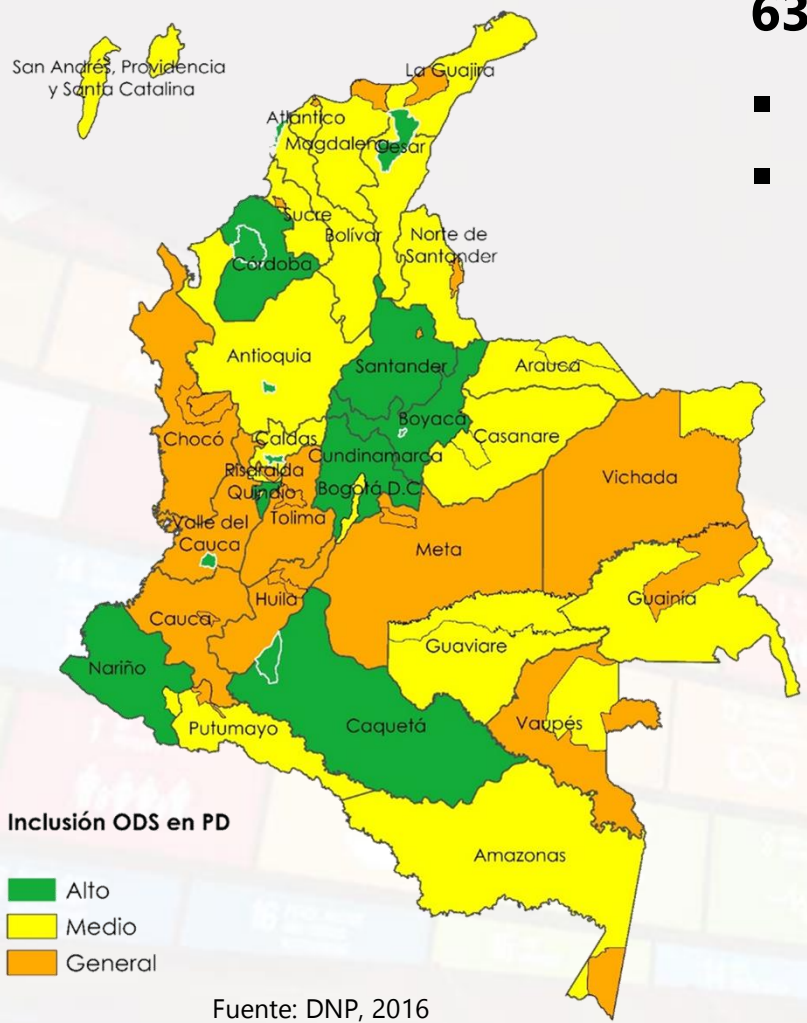 63
San Andrés, Providencia
y Santa Catalina
La Guajira
Atlántico
Magdalena
Cesar
Sucre
Bolívar
Norte de
Santander
Córdoba
Antioquia
Santander
Arauca
Boyacá
Chocó
Caldas
Casanare
Cundinamarca
Risaralda
Quindio
Bogotá D.C.
Vichada
Tolima
Valle del
Cauca
Meta
Huila
Guainía
Cauca
Guaviare
Nariño
Putumayo
Caquetá
Vaupés
Inclusión ODS en PD
Amazonas
Alto
Medio
General
Fuente: DNP, 2016